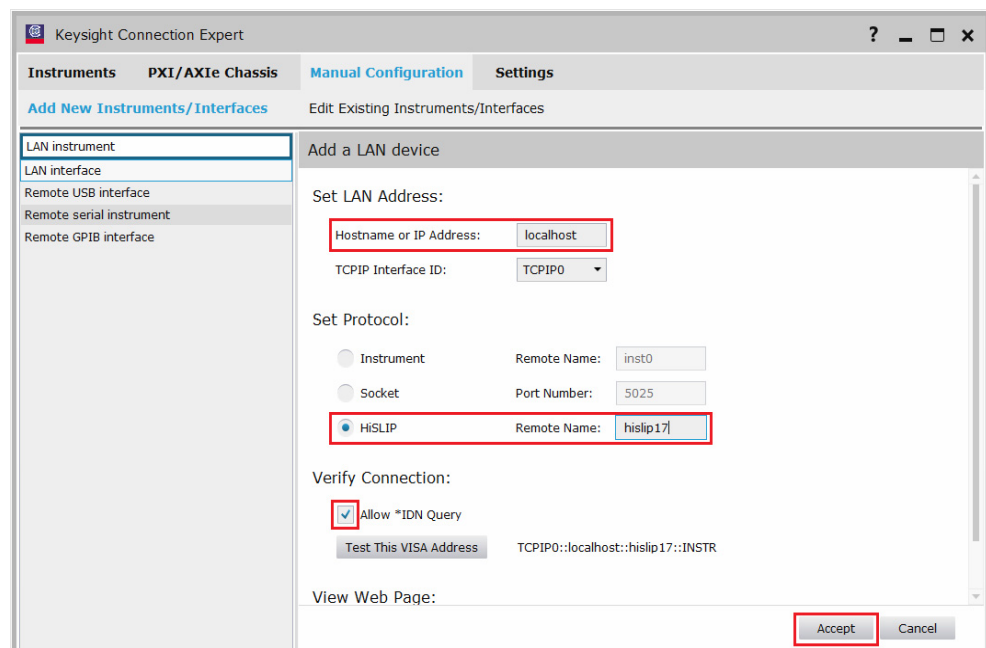 Keysight Connection Expert
Instruments PXI/AXIe Chassis Manual Configuration Settings
Add New Instruments/Interfaces Edit Existing Instruments/Interfaces
LAN instrument
LAN interface
Remote USB interface
Remote serial instrument
Remote GPIB interface
Add a LAN device
Set LAN Address:
Hostname or IP Address: localhost
TCPIP Interface ID: TCPIP0
Set Protocol:
Instrument Remote Name: inst0
Socket Port Number: 5025
HiSLIP Remote Name: hislip17
Verify Connection:
Allow *IDN Query
Test This VISA Address TCPIP0::localhost::hislip17::INSTR
View Web Page:
Accept Cancel